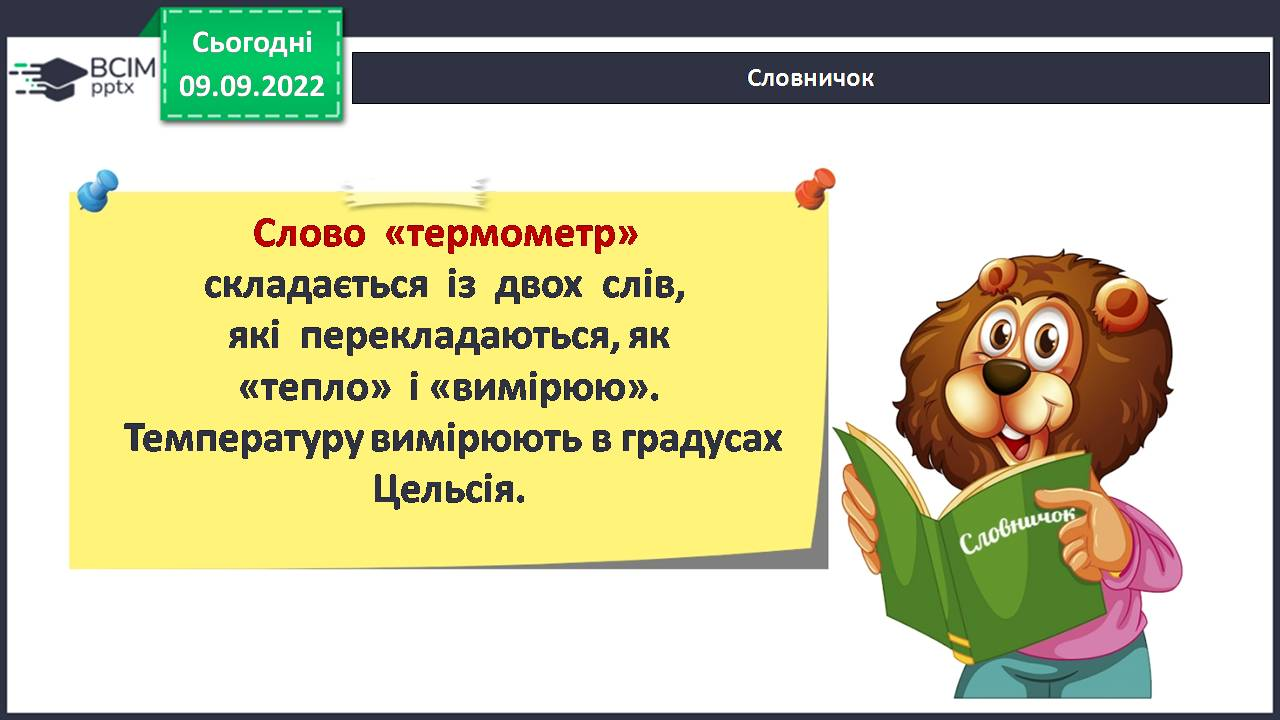 Сьогодні
09.09.2022
ВСІМ
pptx
Словничок
Слово «термометр»
складається із двох слів,
які перекладаються, як
«тепло» і «вимірюю».
Температуру вимірюють в градусах
Цельсія.
Словничок